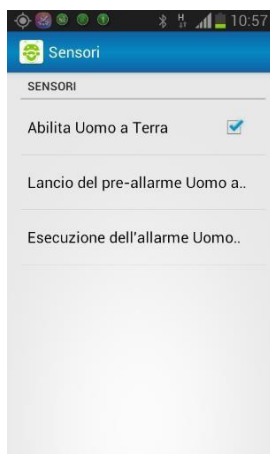 10:57
Sensori
SENSORI
Abilita Uomo a Terra
Lancio del pre-allarme Uomo a..
Esecuzione dell'allarme Uomo..